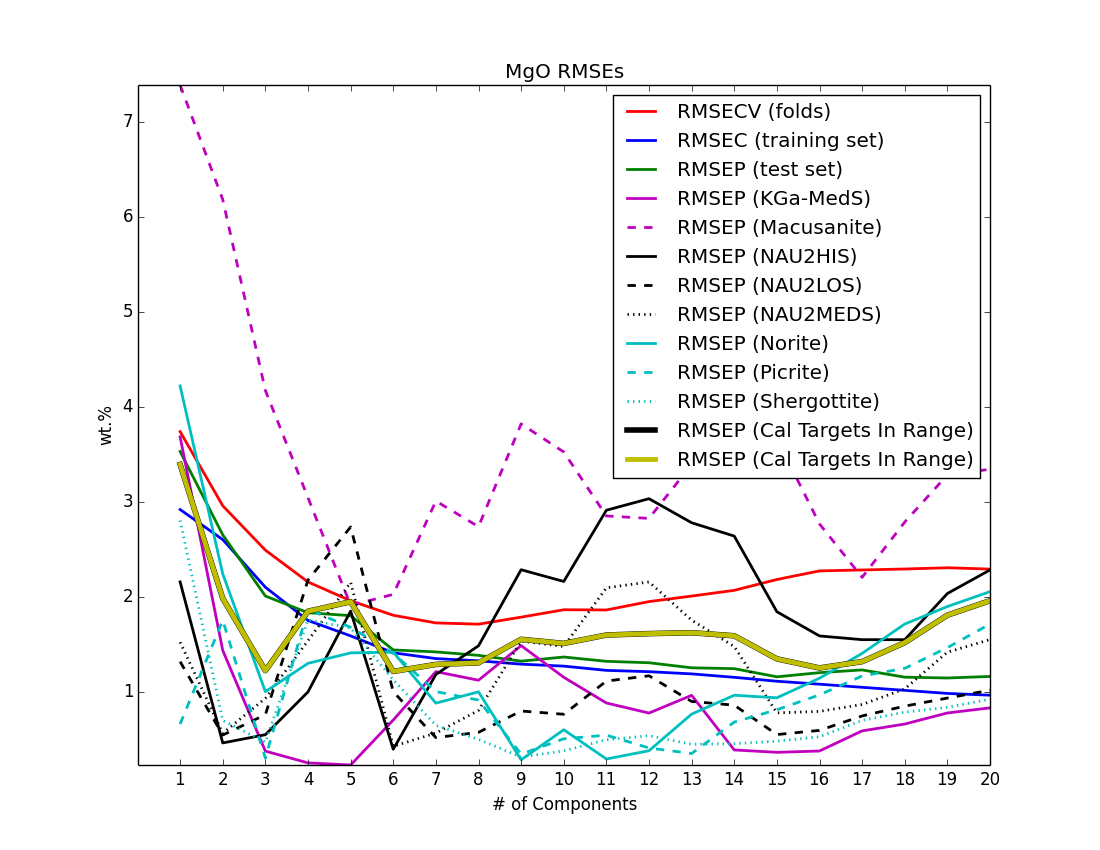 MgO RMSEs
7
6
5
4
3
2
1
wt.%
RMSECV (folds)
RMSEC (training set)
RMSEP (test set)
RMSEP (KGa-MedS)
RMSEP (Macusanite)
RMSEP (NAU2HIS)
RMSEP (NAU2LOS)
RMSEP (NAU2MEDS)
RMSEP (Norite)
RMSEP (Picrite)
RMSEP (Shergottite)
RMSEP (Cal Targets In Range)
RMSEP (Cal Targets In Range)
1 2 3 4 5 6 7 8 9 10 11 12 13 14 15 16 17 18 19 20
# of Components